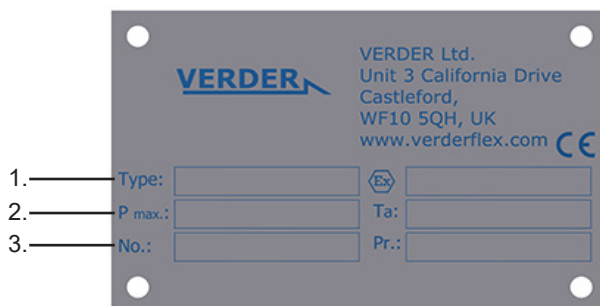 VERDER
VERDER Ltd.
Unit 3 California Drive
Castleford,
WF10 5QH, UK
www.verderflex.com CE
1. Type: Ex
2. P max.: Ta:
3. No.: Pr.: